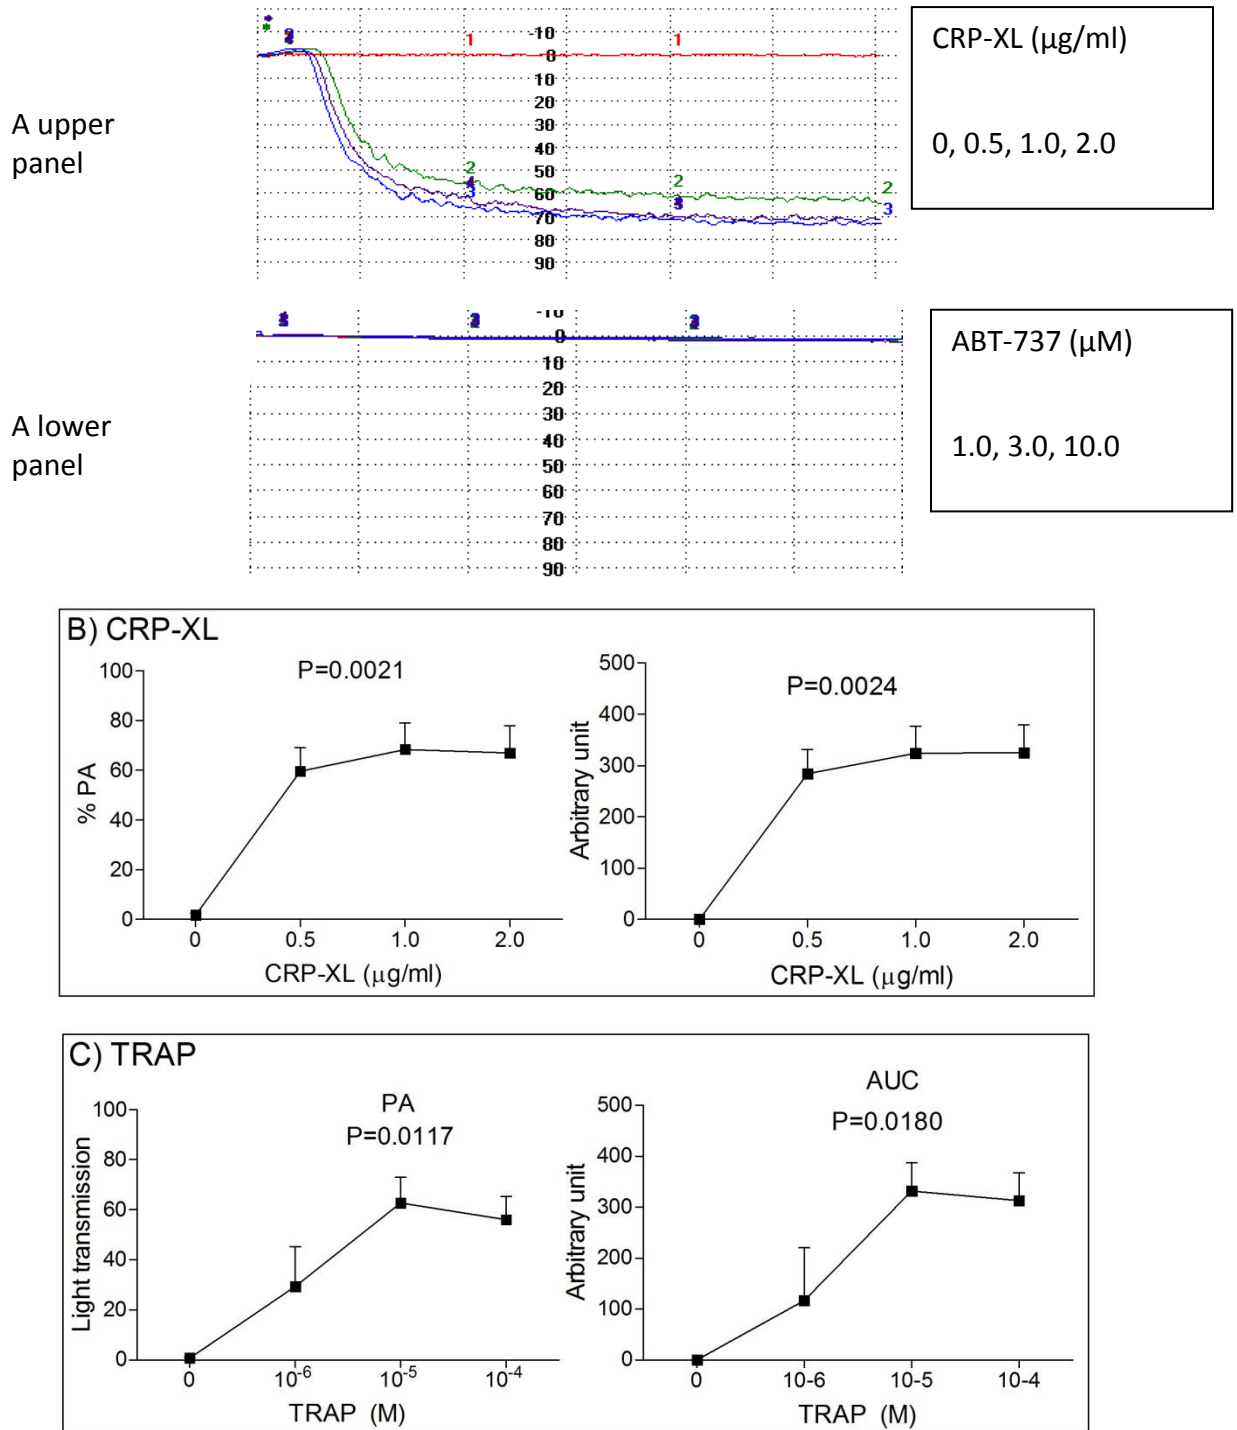 A upper
panel
-10
0
10
20
30
40
50
60
70
80
90
1
1
2
2
2
3
3
CRP-XL (μg/ml)
0, 0.5, 1.0, 2.0
A lower
panel
-10
0
10
20
30
40
50
60
70
80
90
ABT-737 (μM)
1.0, 3.0, 10.0
B) CRP-XL
P=0.0021
% PA
100
80
60
40
20
0
0 0.5 1.0 2.0
CRP-XL (μg/ml)
P=0.0024
Arbitrary unit
500
400
300
200
100
0
0 0.5 1.0 2.0
CRP-XL (μg/ml)
C) TRAP
PA
P=0.0117
Light transmission
100
80
60
40
20
0
0 10-6 10-5 10-4
TRAP (M)
AUC
P=0.0180
Arbitrary unit
500
400
300
200
100
0
0 10-6 10-5 10-4
TRAP (M)